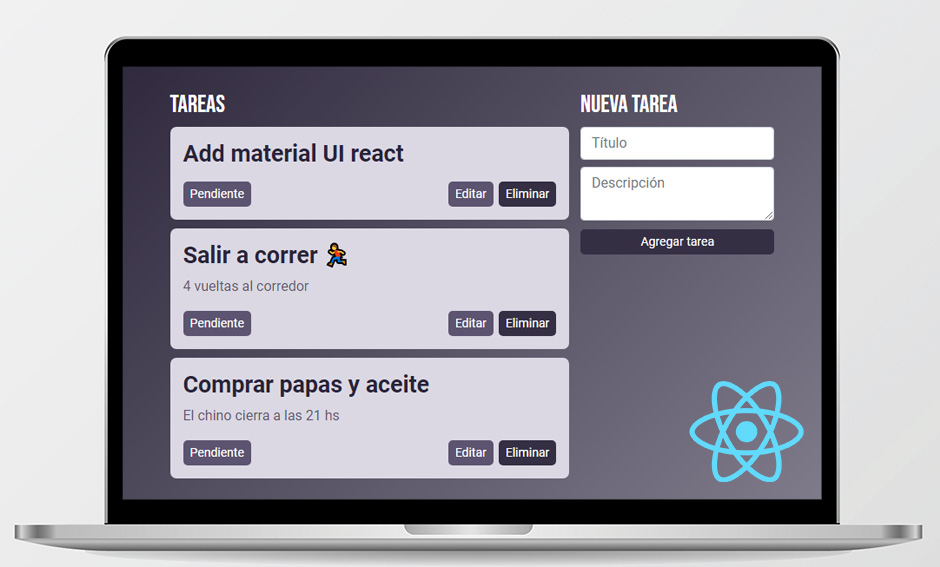 TAREAS
Add material UI react
Pendiente
Editar
Eliminar
Salir a correr 🏃
4 vueltas al corredor
Pendiente
Editar
Eliminar
Comprar papas y aceite
El chino cierra a las 21 hs
Pendiente
Editar
Eliminar
NUEVA TAREA
Título
Descripción
Agregar tarea